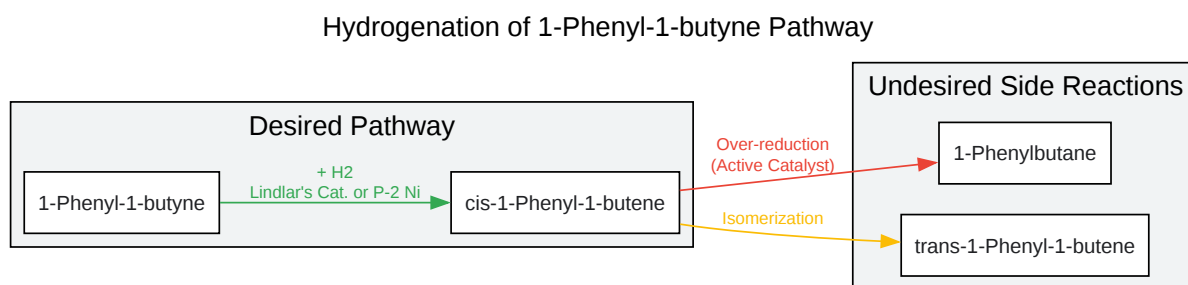 Hydrogenation of 1-Phenyl-1-butyne Pathway
Desired Pathway
1-Phenyl-1-butyne
+ H2
Lindlar's Cat. or P-2 Ni
cis-1-Phenyl-1-butene
Over-reduction
(Active Catalyst)
Isomerization
Undesired Side Reactions
1-Phenylbutane
trans-1-Phenyl-1-butene